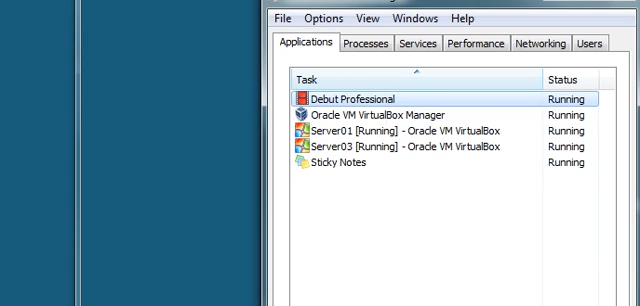 File Options View Windows Help
Applications Processes Services Performance Networking Users
Task Status
Debut Professional Running
Oracle VM VirtualBox Manager Running
Server01 [Running] - Oracle VM VirtualBox Running
Server03 [Running] - Oracle VM VirtualBox Running
Sticky Notes Running